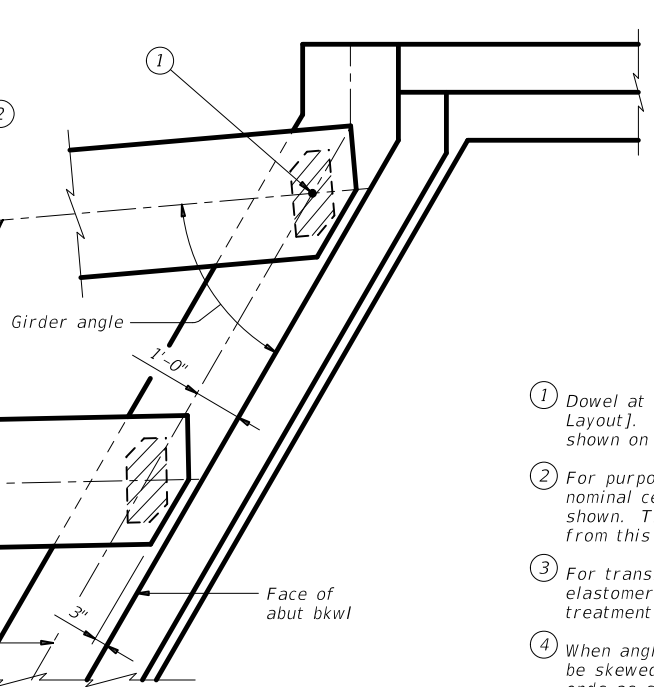 1
2
Girder angle
1'-0"
3"
Face of
abut bkwl
1 Dowel at
Layout].
shown on
2 For purpo
nominal ce
shown. T
from this
3 For trans
elastomer
treatment
4 When angl
be skewed